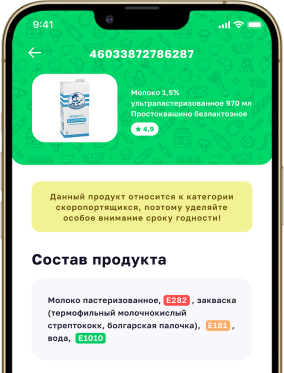 9:41
46033872786287
Молоко 1,5%
ультрапастеризованное 970 мл
Простоквашино безлактозное
★ 4,9
Данный продукт относится к категории
скоропортящихся, поэтому уделяйте
особое внимание сроку годности!
Состав продукта
Молоко пастеризованное, E282 , закваска
(термофильный молочнокислый
стрептококк, болгарская палочка), E181 ,
вода, E1010